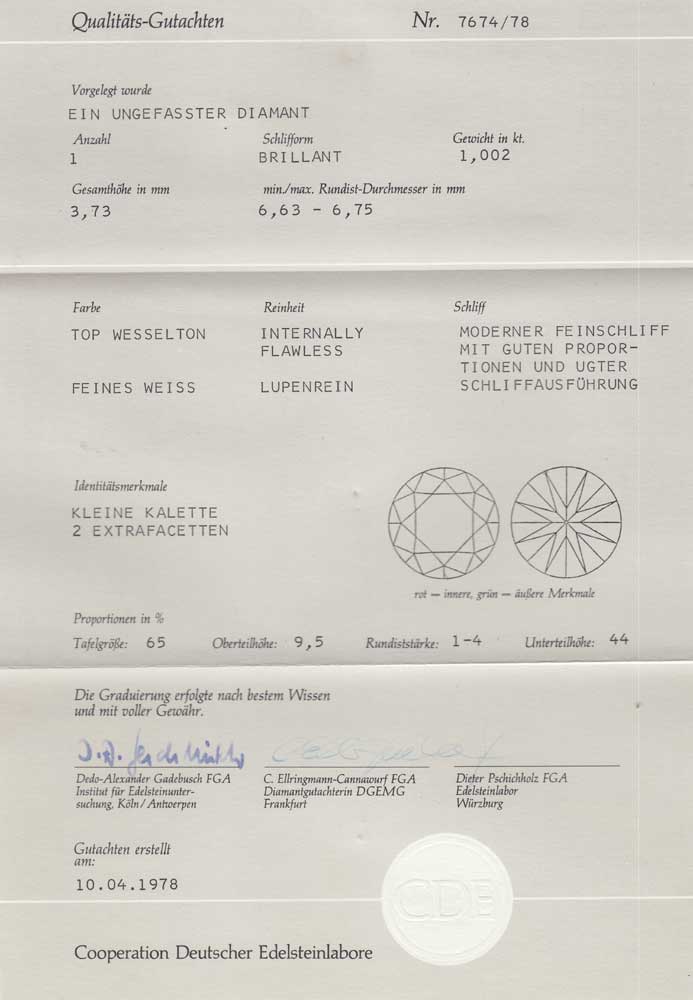 Qualitäts-Gutachten Nr. 7674/78
Vorgelegt wurde
EIN UNGEFASSTER DIAMANT
Anzahl Schlifform Gewicht in kt.
1 BRILLANT 1,002
Gesamthöhe in mm min./max. Rundist-Durchmesser in mm
3,73 6,63 - 6,75
Farbe Reinheit Schliff
TOP WESSELTON INTERNALLY MODERNER FEINSCHLIFF
FLAWLESS MIT GUTEN PROPOR-
TIONEN UND UGTER
FEINES WEISS LUPENREIN SCHLIFFAUSFÜHRUNG
Identitätsmerkmale
KLEINE KALETTE
2 EXTRAFACETTEN
rot — innere, grün — äußere Merkmale
Proportionen in %
Tafelgröße: 65 Oberteilhöhe: 9,5 Rundiststärke: 1-4 Unterteilhöhe: 44
Die Graduierung erfolgte nach bestem Wissen
und mit voller Gewähr.
Dedo-Alexander Gadebusch FGA C. Ellringmann-Cannawurf FGA Dieter Pschichholz FGA
Institut für Edelsteinunter- Diamantgutachterin DGEMG Edelsteinlabor
suchung, Köln / Antwerpen Frankfurt Würzburg
Gutachten erstellt
am:
10.04.1978
CDE
Cooperation Deutscher Edelsteinlabore